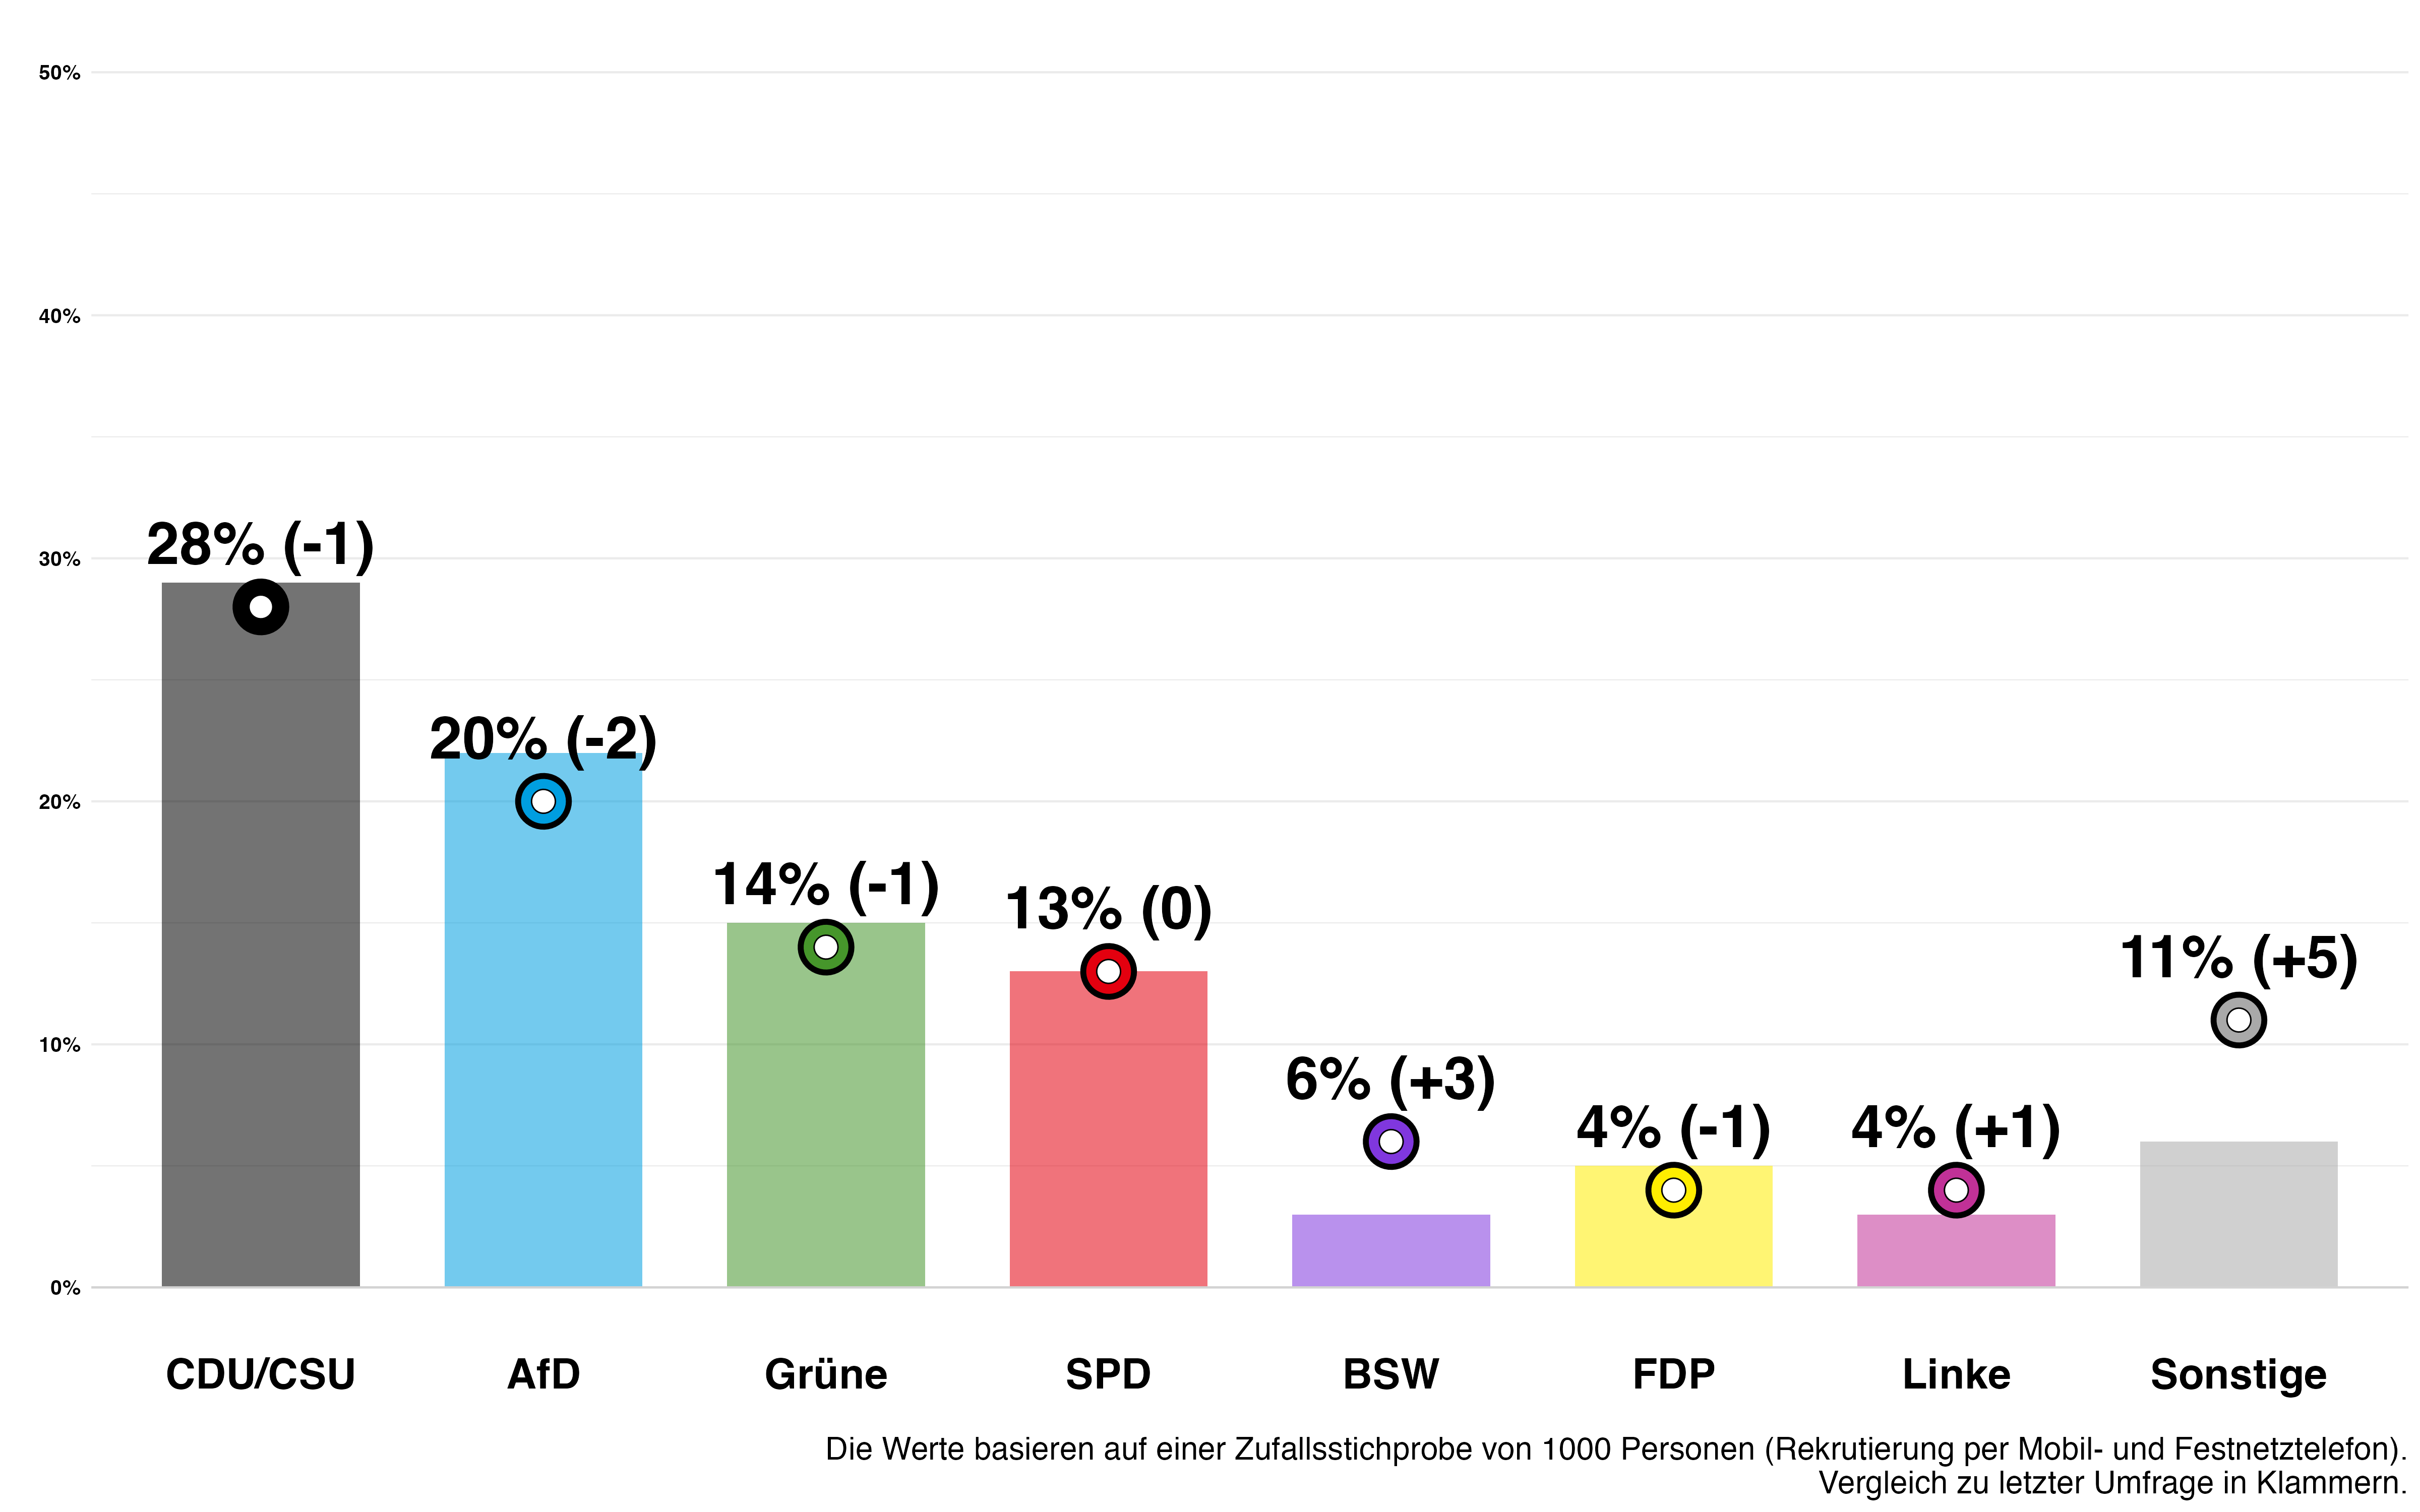 50%
40%
30%
20%
10%
0%
28% (-1)
20% (-2)
14% (-1)
13% (0)
6% (+3)
4% (-1)
4% (+1)
11% (+5)
CDU/CSU
AfD
Grüne
SPD
BSW
FDP
Linke
Sonstige
Die Werte basieren auf einer Zufallsstichprobe von 1000 Personen (Rekrutierung per Mobil- und Festnetztelefon).
Vergleich zu letzter Umfrage in Klammern.